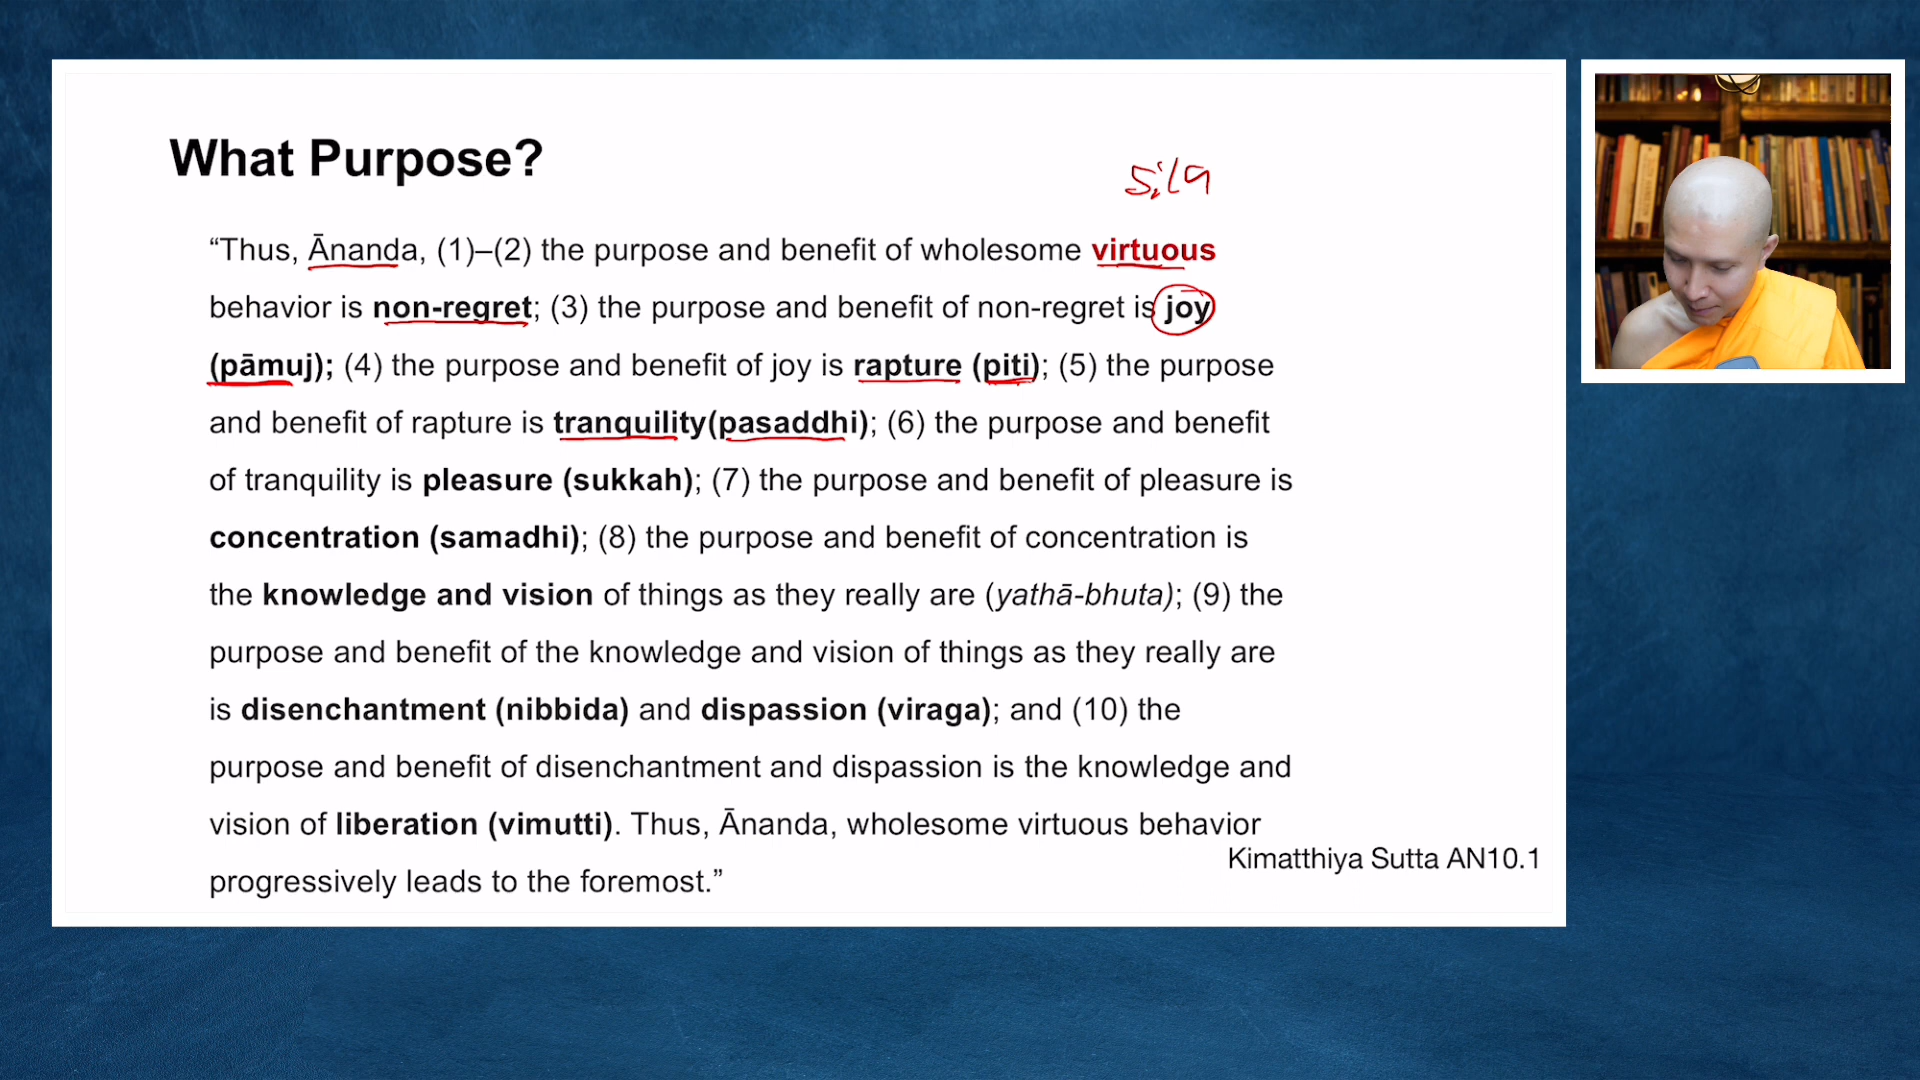 What Purpose?
Sila
“Thus, Ānanda, (1)–(2) the purpose and benefit of wholesome virtuous
behavior is non-regret; (3) the purpose and benefit of non-regret is joy
(pāmuj); (4) the purpose and benefit of joy is rapture (piti); (5) the purpose
and benefit of rapture is tranquility(pasaddhi); (6) the purpose and benefit
of tranquility is pleasure (sukkah); (7) the purpose and benefit of pleasure is
concentration (samadhi); (8) the purpose and benefit of concentration is
the knowledge and vision of things as they really are (yathā-bhuta); (9) the
purpose and benefit of the knowledge and vision of things as they really are
is disenchantment (nibbida) and dispassion (viraga); and (10) the
purpose and benefit of disenchantment and dispassion is the knowledge and
vision of liberation (vimutti). Thus, Ānanda, wholesome virtuous behavior
progressively leads to the foremost.”
Kimatthiya Sutta AN10.1